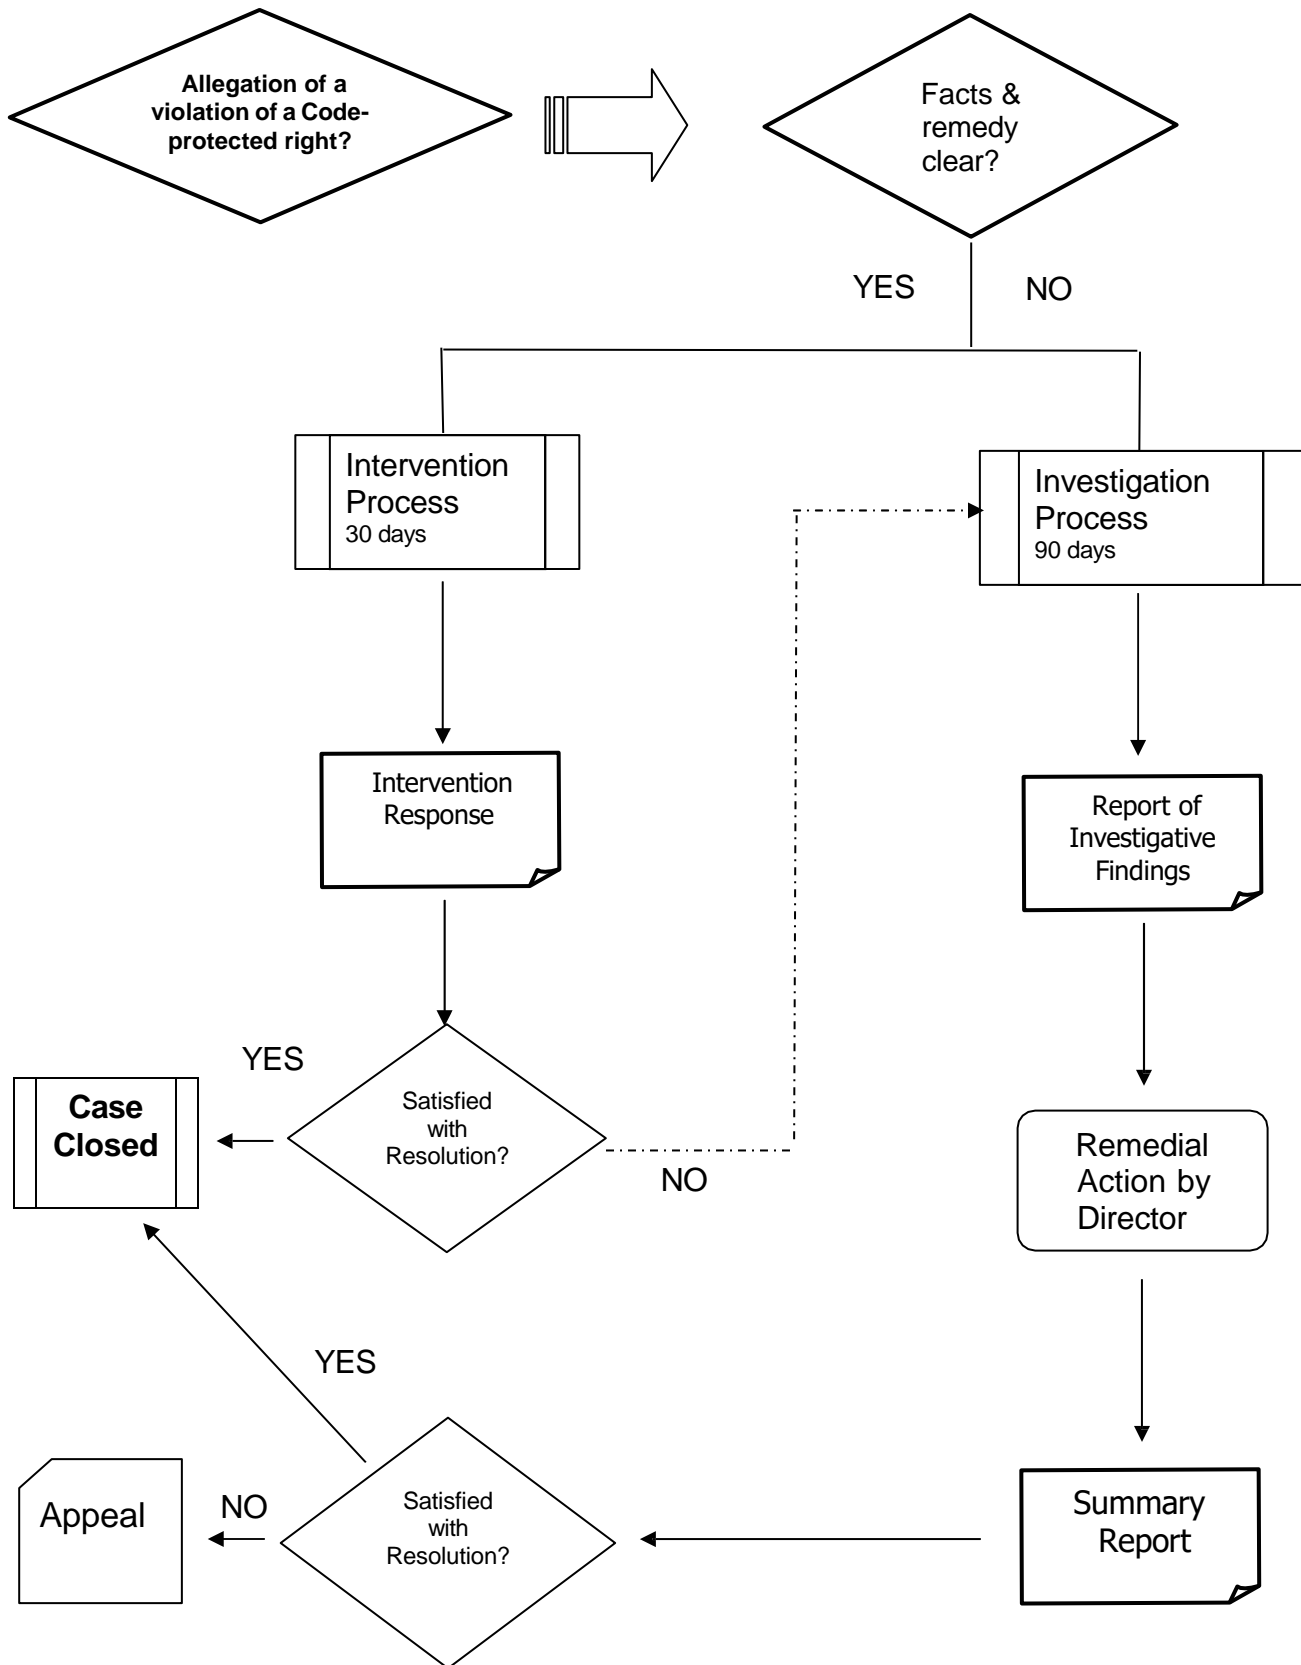 Allegation of a
violation of a Code-
protected right?
Facts &
remedy
clear?
YES
NO
Intervention
Process
30 days
Investigation
Process
90 days
Intervention
Response
Report of
Investigative
Findings
YES
Case
Closed
Satisfied
with
Resolution?
NO
Remedial
Action by
Director
YES
Appeal
NO
Satisfied
with
Resolution?
Summary
Report